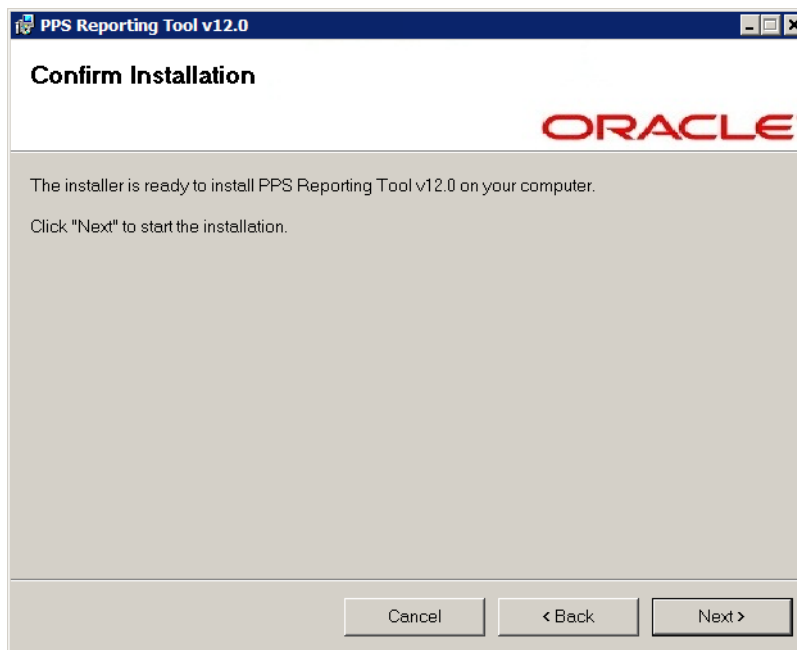 PPS Reporting Tool v12.0
Confirm Installation
ORACLE
The installer is ready to install PPS Reporting Tool v12.0 on your computer.
Click "Next" to start the installation.
Cancel
< Back
Next >